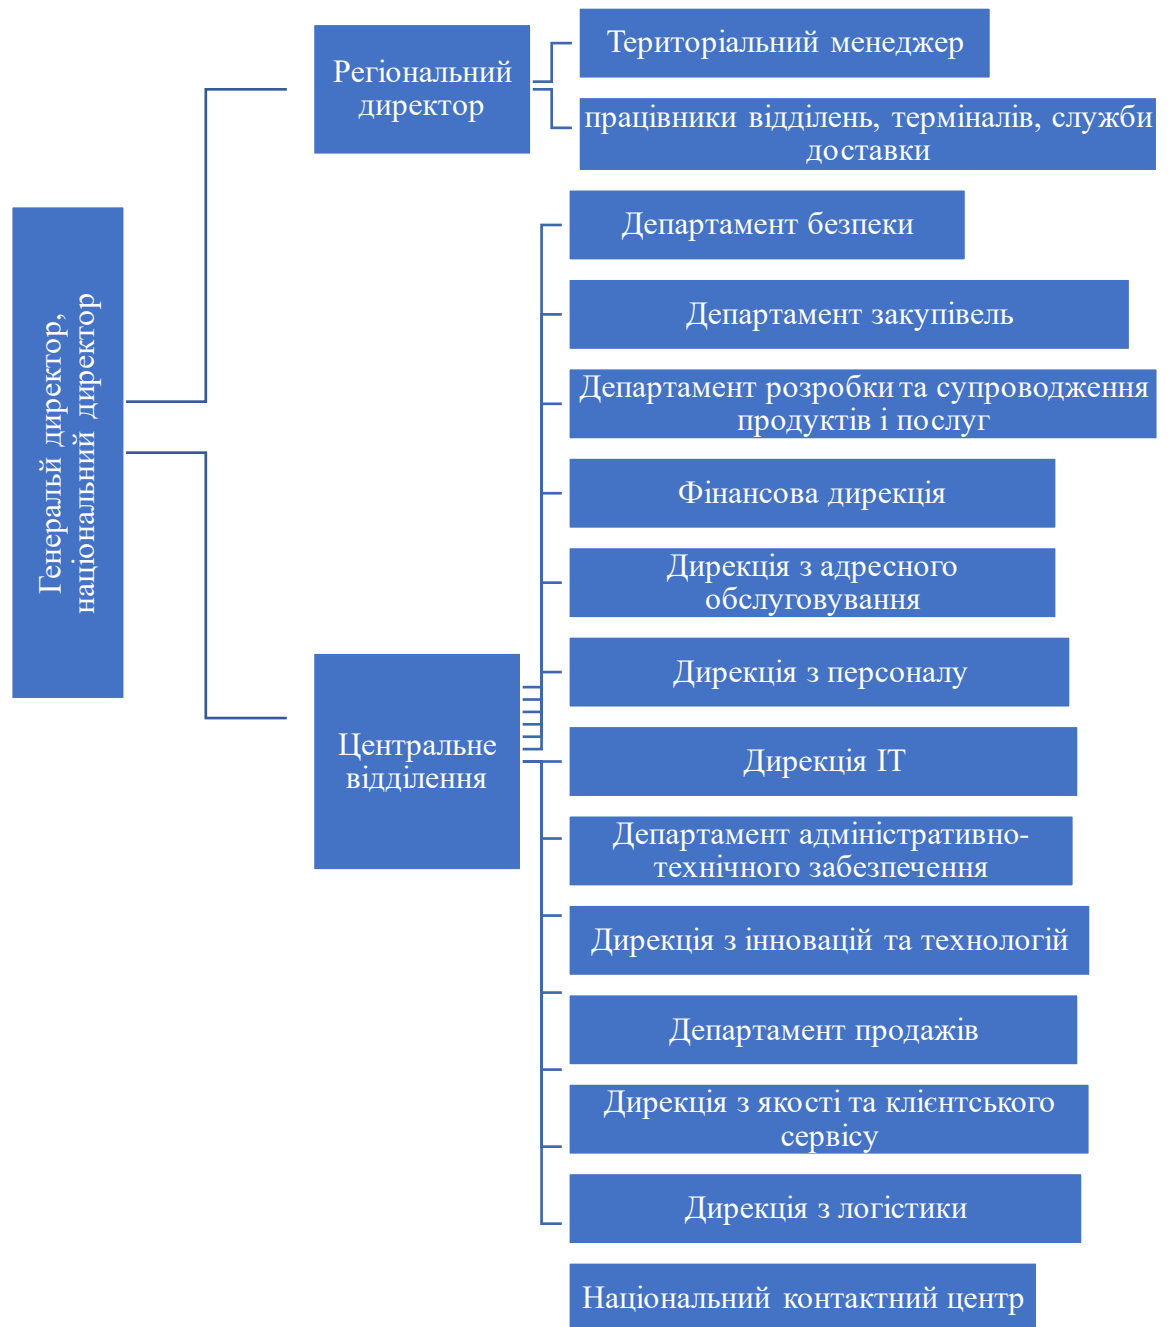 Генеральй директор,
національний директор
Регіональний
директор
Територіальний менеджер
працівники відділень, терміналів, служби
доставки
Центральне
відділення
Департамент безпеки
Департамент закупівель
Департамент розробки та супроводження
продуктів і послуг
Фінансова дирекція
Дирекція з адресного
обслуговування
Дирекція з персоналу
Дирекція ІТ
Департамент адміністративно-
технічного забезпечення
Дирекція з інновацій та технологій
Департамент продажів
Дирекція з якості та клієнтського
сервісу
Дирекція з логістики
Національний контактний центр